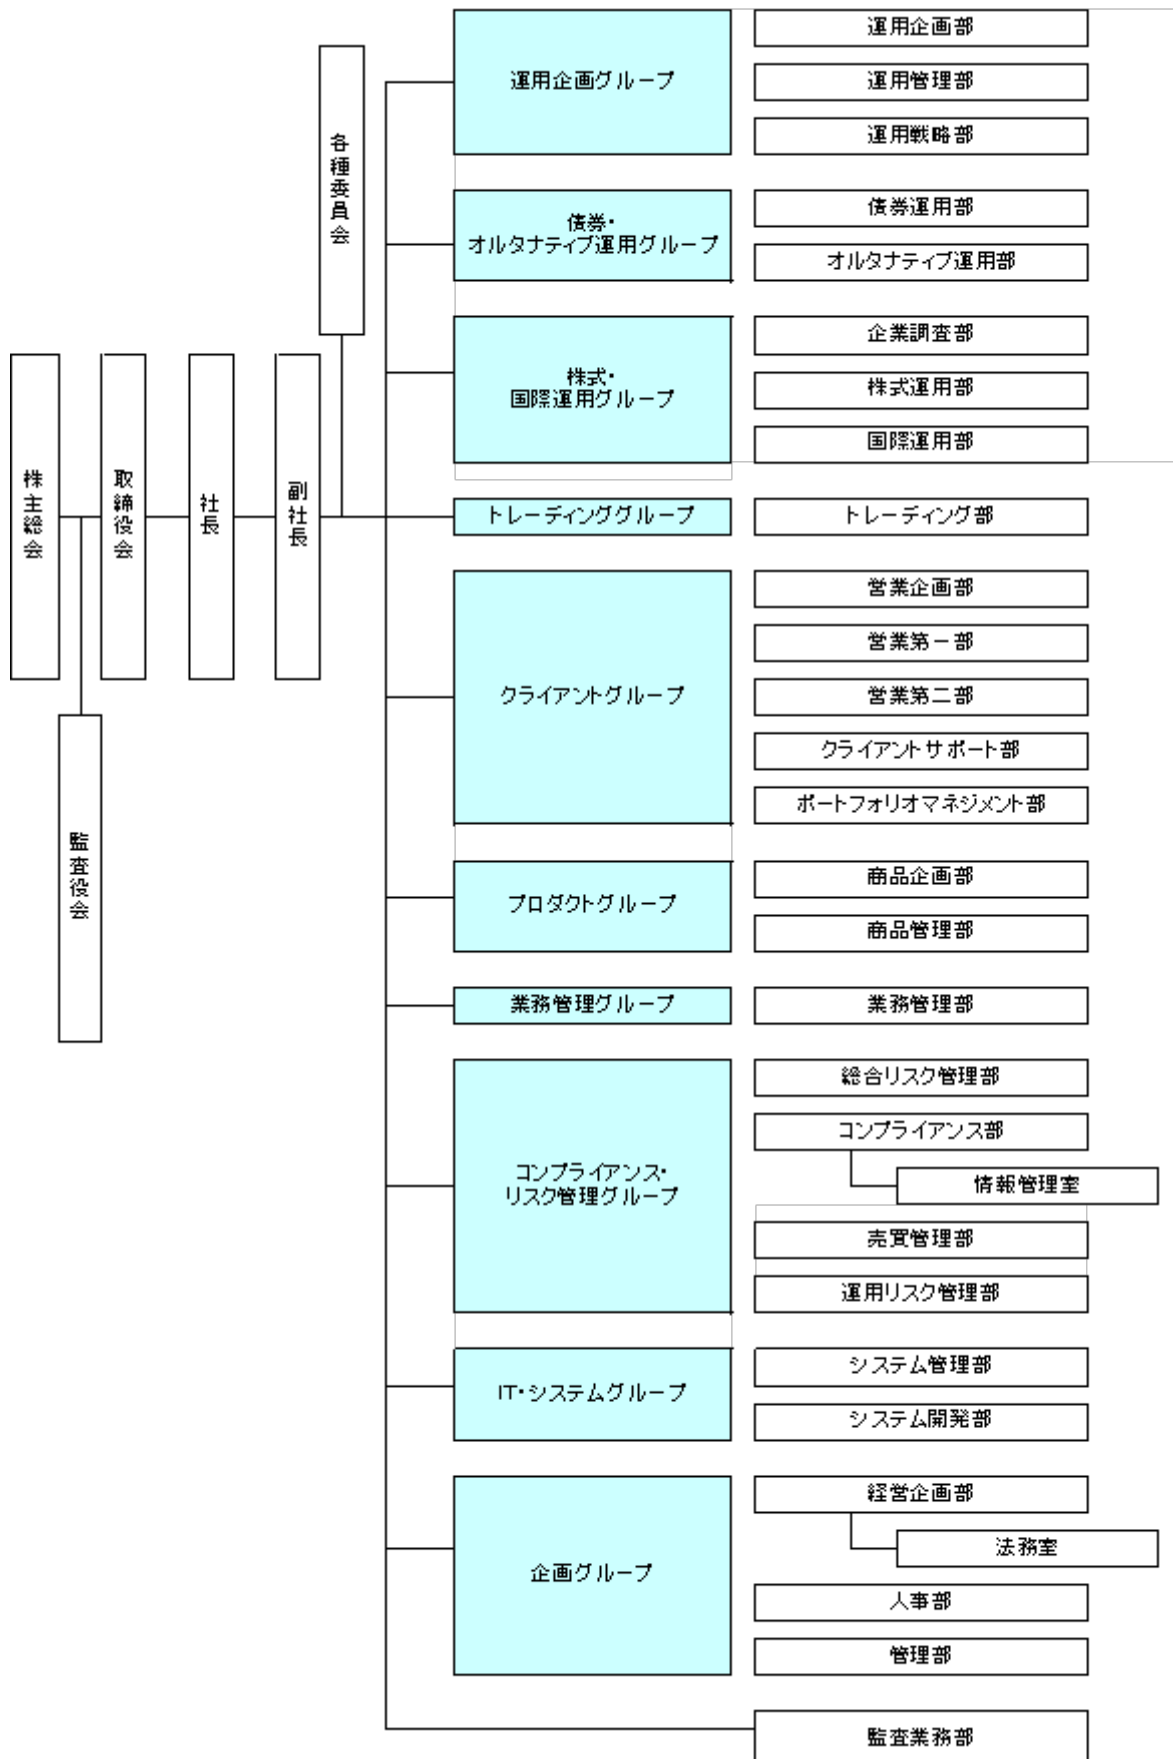 株主総会
監査役会
取締役会
社長
副社長
各種委員会
運用企画グループ
運用企画部
運用管理部
運用戦略部
債券・
オルタナティブ運用グループ
債券運用部
オルタナティブ運用部
株式・
国際運用グループ
企業調査部
株式運用部
国際運用部
トレーディンググループ
トレーディング部
クライアントグループ
営業企画部
営業第一部
営業第二部
クライアントサポート部
ポートフォリオマネジメント部
プロダクトグループ
商品企画部
商品管理部
業務管理グループ
業務管理部
コンプライアンス・
リスク管理グループ
総合リスク管理部
コンプライアンス部
情報管理室
売買管理部
運用リスク管理部
IT・システムグループ
システム管理部
システム開発部
企画グループ
経営企画部
法務室
人事部
管理部
監査業務部